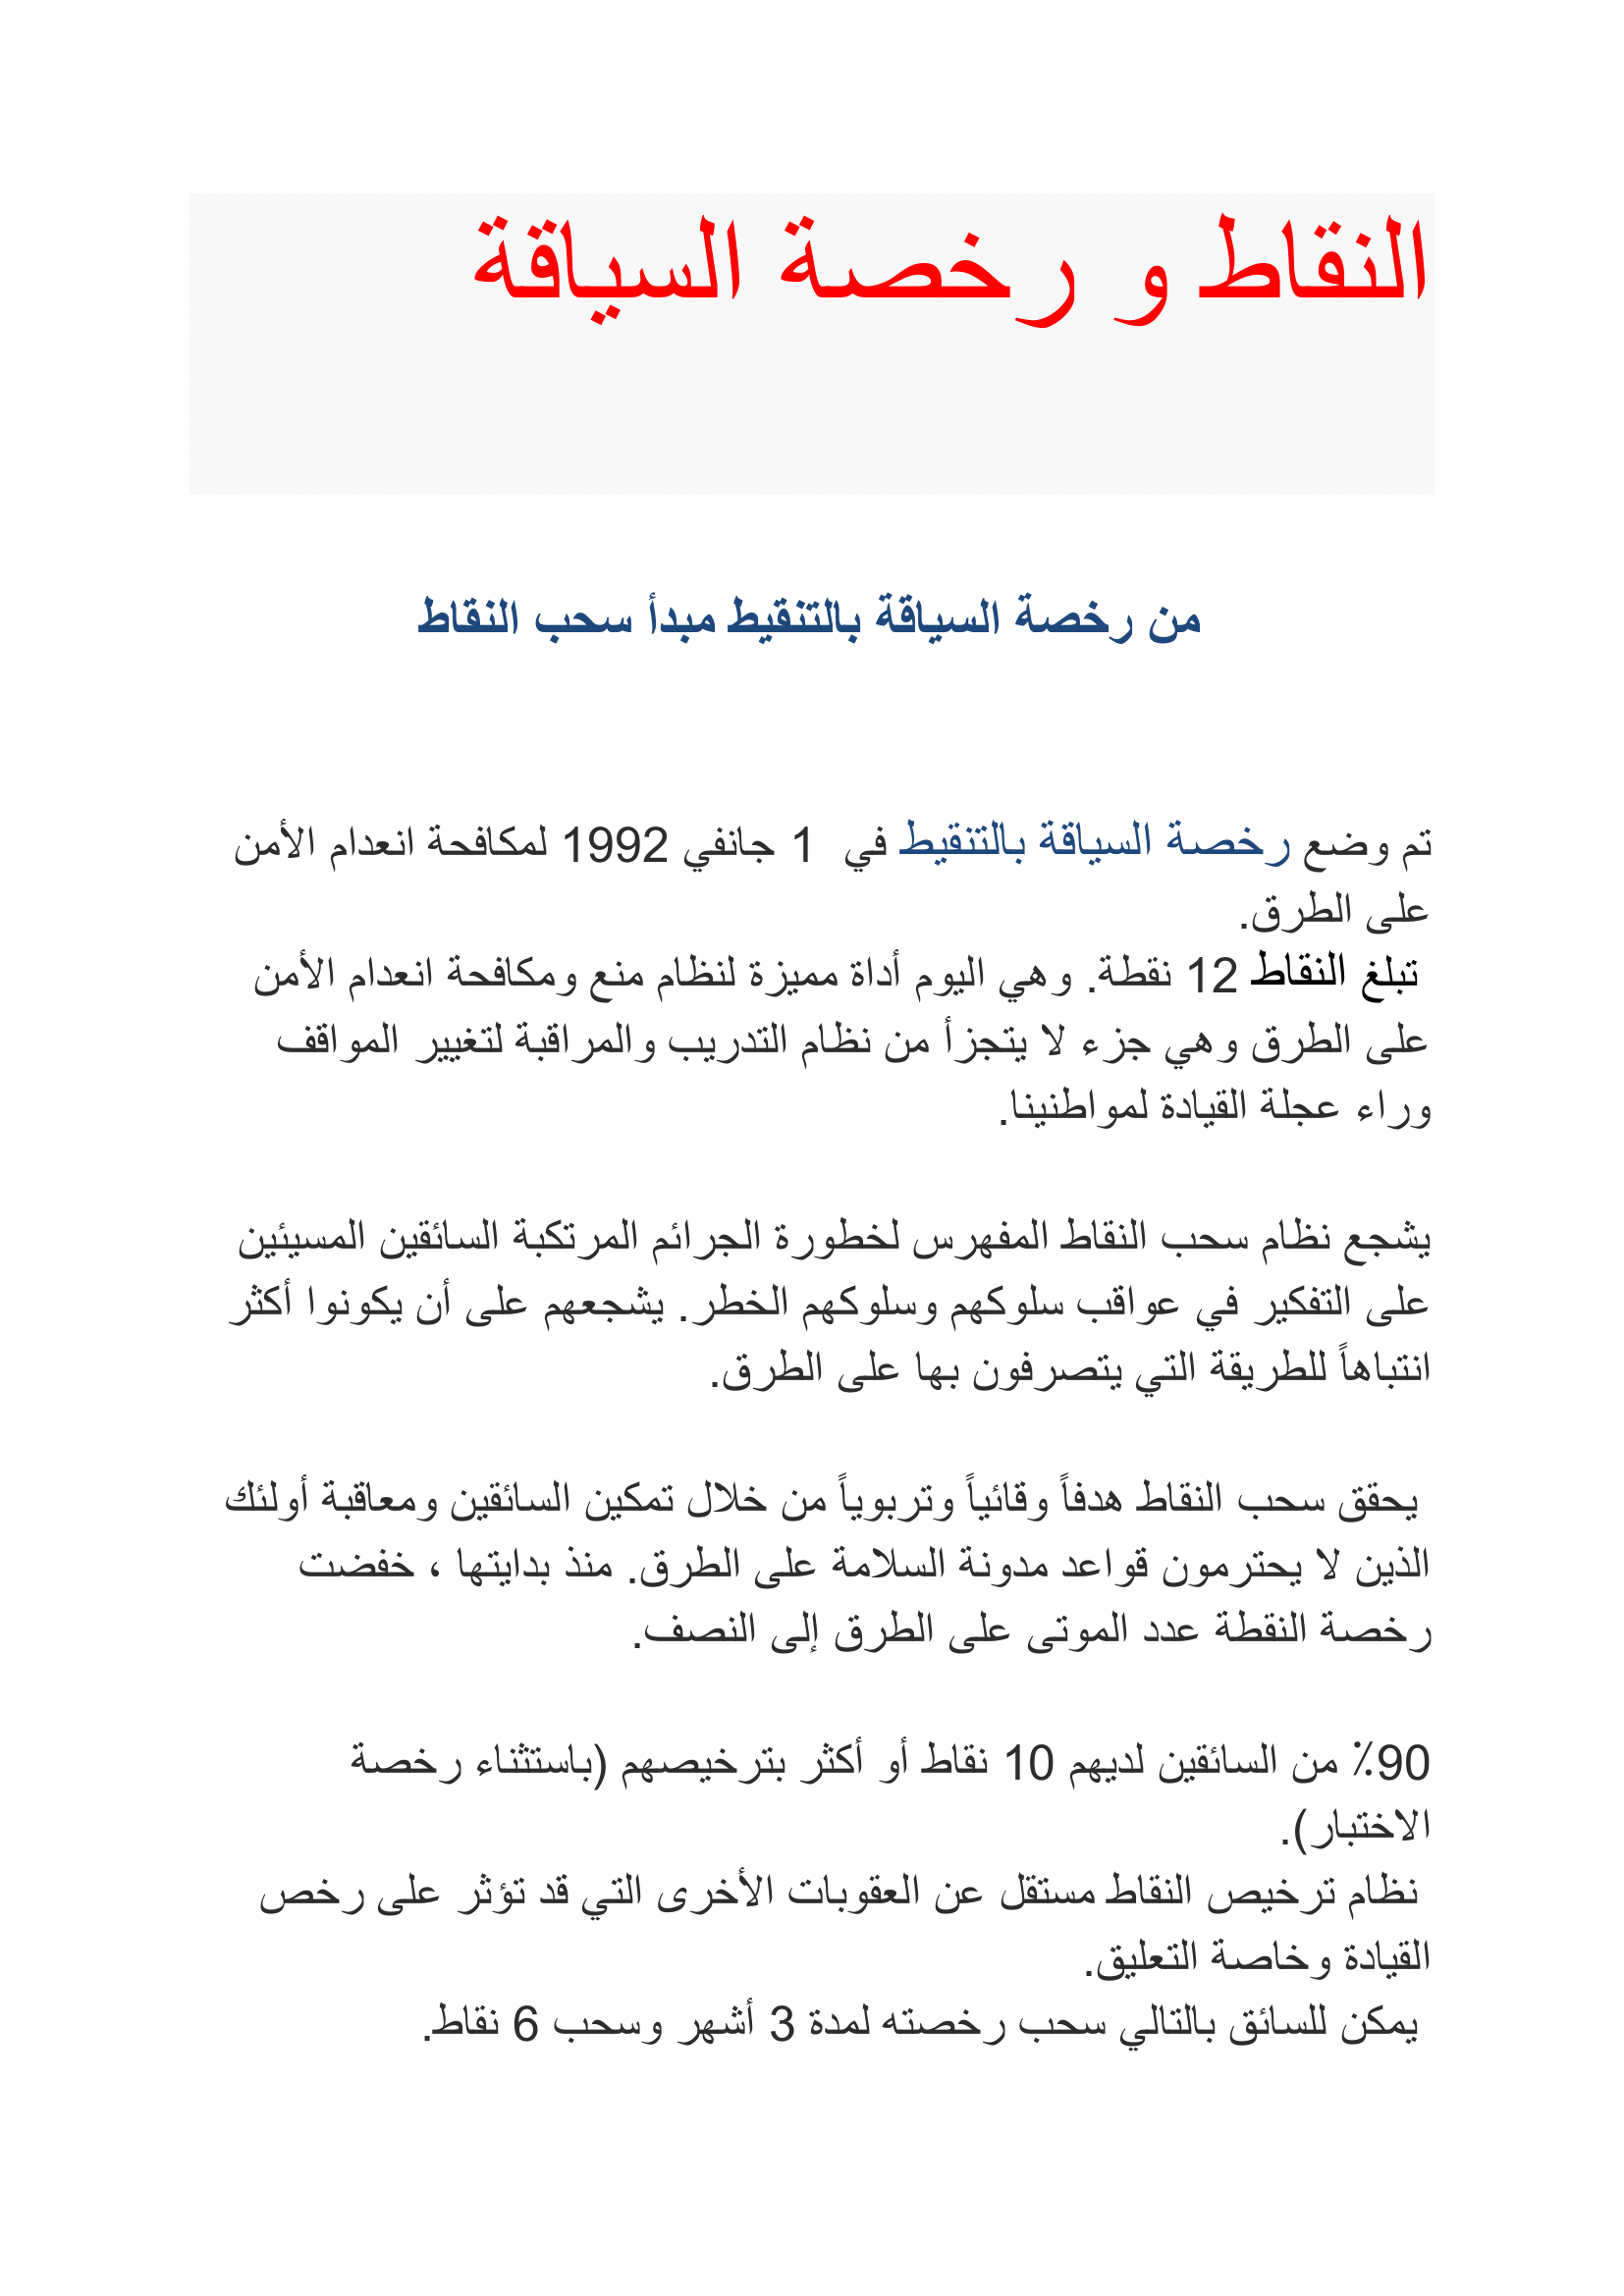 النقاط و رخصة السياقة
من رخصة السياقة بالتنقيط مبدأ سحب النقاط
تم وضع رخصة السياقة بالتنقيط في 1 جانفي 1992 لمكافحة انعدام الأمن
على الطرق.
تبلغ النقاط 12 نقطة. وهي اليوم أداة مميزة لنظام منع ومكافحة انعدام الأمن
على الطرق وهي جزء لا يتجزأ من نظام التدريب والمراقبة لتغيير المواقف
وراء عجلة القيادة لمواطنينا.
يشجع نظام سحب النقاط المفهرس لخطورة الجرائم المرتكبة السائقين المسيئين
على التفكير في عواقب سلوكهم وسلوكهم الخطر. يشجعهم على أن يكونوا أكثر
انتباهاً للطريقة التي يتصرفون بها على الطرق.
يحقق سحب النقاط هدفاً وقائياً وتربوياً من خلال تمكين السائقين ومعاقبة أولئك
الذين لا يحترمون قواعد مدونة السلامة على الطرق. منذ بدايتها ، خفضت
رخصة النقطة عدد الموتى على الطرق إلى النصف.
90٪ من السائقين لديهم 10 نقاط أو أكثر بترخيصهم (باستثناء رخصة
الاختبار).
نظام ترخيص النقاط مستقل عن العقوبات الأخرى التي قد تؤثر على رخص
القيادة وخاصة التعليق.
يمكن للسائق بالتالي سحب رخصته لمدة 3 أشهر وسحب 6 نقاط.